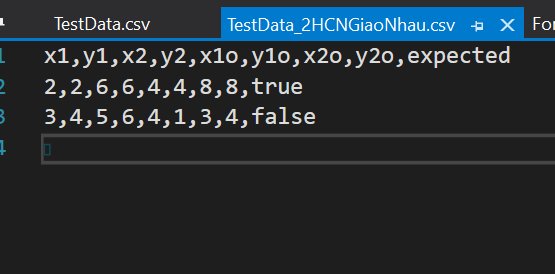 TestData.csv
TestData_2HCNGiaoNhau.csv
For
x1,y1,x2,y2,x1o,y1o,x2o,y2o,expected
2 2,2,6,6,4,4,8,8,true
3 3,4,5,6,4,1,3,4,false
4